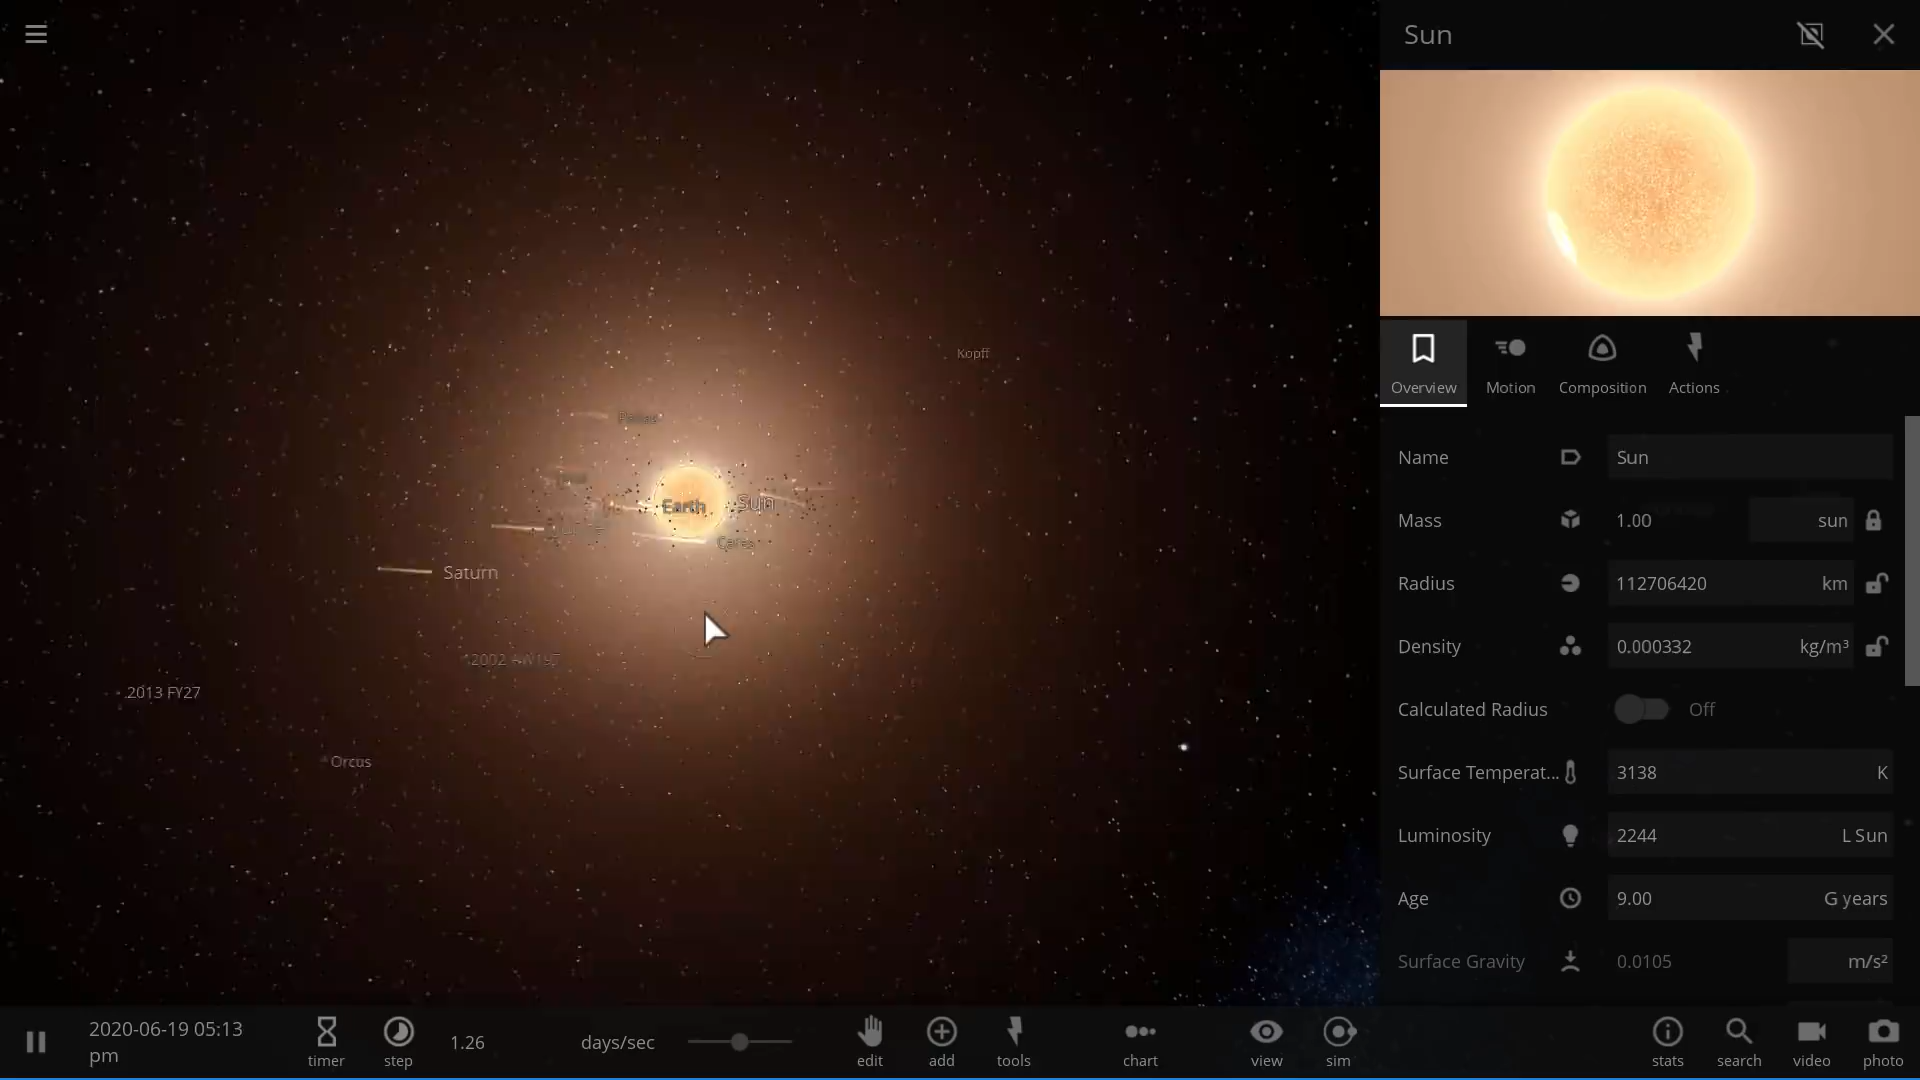 Sun
Kopff
Pallas
Earth
Sun
Ceres
Saturn
2013 FY27
Orcus
Overview
Motion
Composition
Actions
Name
Sun
Mass
1.00
sun
Radius
112706420
km
Density
0.000332
kg/m³
Calculated Radius
Off
Surface Temperat...
3138
K
Luminosity
2244
L Sun
Age
9.00
G years
Surface Gravity
0.0105
m/s²
2020-06-19 05:13
pm
timer
step
1.26
days/sec
edit
add
tools
chart
view
sim
stats
search
video
photo